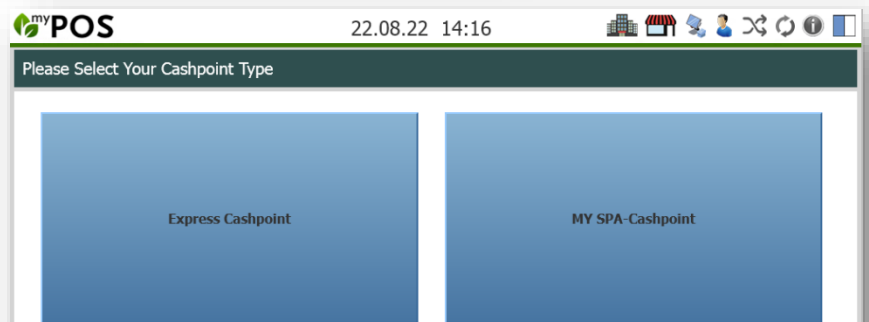 myPOS 22.08.22 14:16
Please Select Your Cashpoint Type
Express Cashpoint MY SPA-Cashpoint